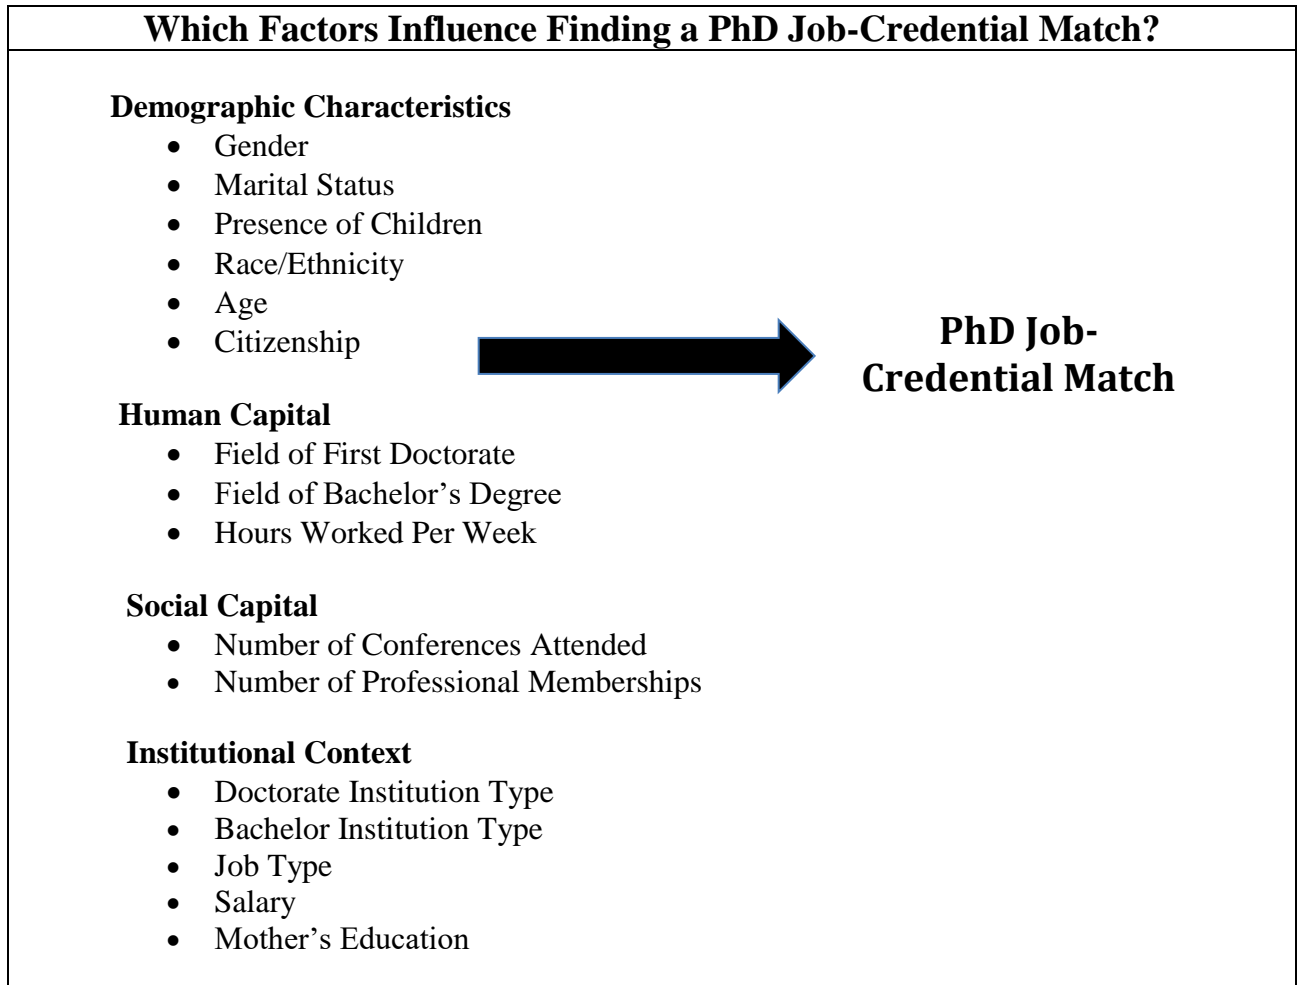 Which Factors Influence Finding a PhD Job-Credential Match?
Demographic Characteristics
• Gender
• Marital Status
• Presence of Children
• Race/Ethnicity
• Age
• Citizenship
PhD Job-
Credential Match
Human Capital
• Field of First Doctorate
• Field of Bachelor’s Degree
• Hours Worked Per Week
Social Capital
• Number of Conferences Attended
• Number of Professional Memberships
Institutional Context
• Doctorate Institution Type
• Bachelor Institution Type
• Job Type
• Salary
• Mother’s Education